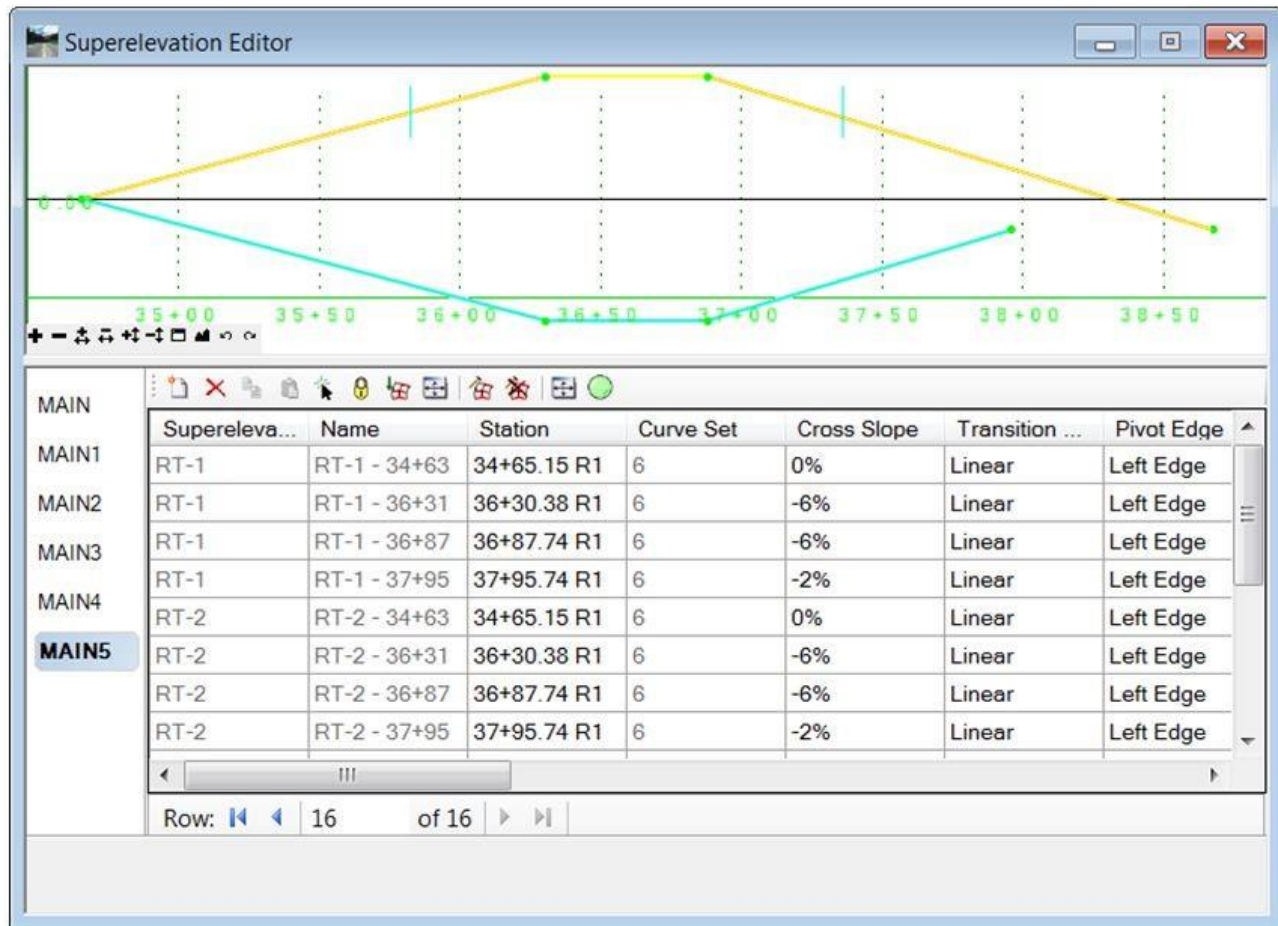 Superelevation Editor
0.00
35+00 35+50 36+00 36+50 37+00 37+50 38+00 38+50
MAIN
MAIN1
MAIN2
MAIN3
MAIN4
MAIN5
Supereleva... Name Station Curve Set Cross Slope Transition ... Pivot Edge
RT-1 RT-1 - 34+63 34+65.15 R1 6 0% Linear Left Edge
RT-1 RT-1 - 36+31 36+30.38 R1 6 -6% Linear Left Edge
RT-1 RT-1 - 36+87 36+87.74 R1 6 -6% Linear Left Edge
RT-1 RT-1 - 37+95 37+95.74 R1 6 -2% Linear Left Edge
RT-2 RT-2 - 34+63 34+65.15 R1 6 0% Linear Left Edge
RT-2 RT-2 - 36+31 36+30.38 R1 6 -6% Linear Left Edge
RT-2 RT-2 - 36+87 36+87.74 R1 6 -6% Linear Left Edge
RT-2 RT-2 - 37+95 37+95.74 R1 6 -2% Linear Left Edge
Row: 16 of 16